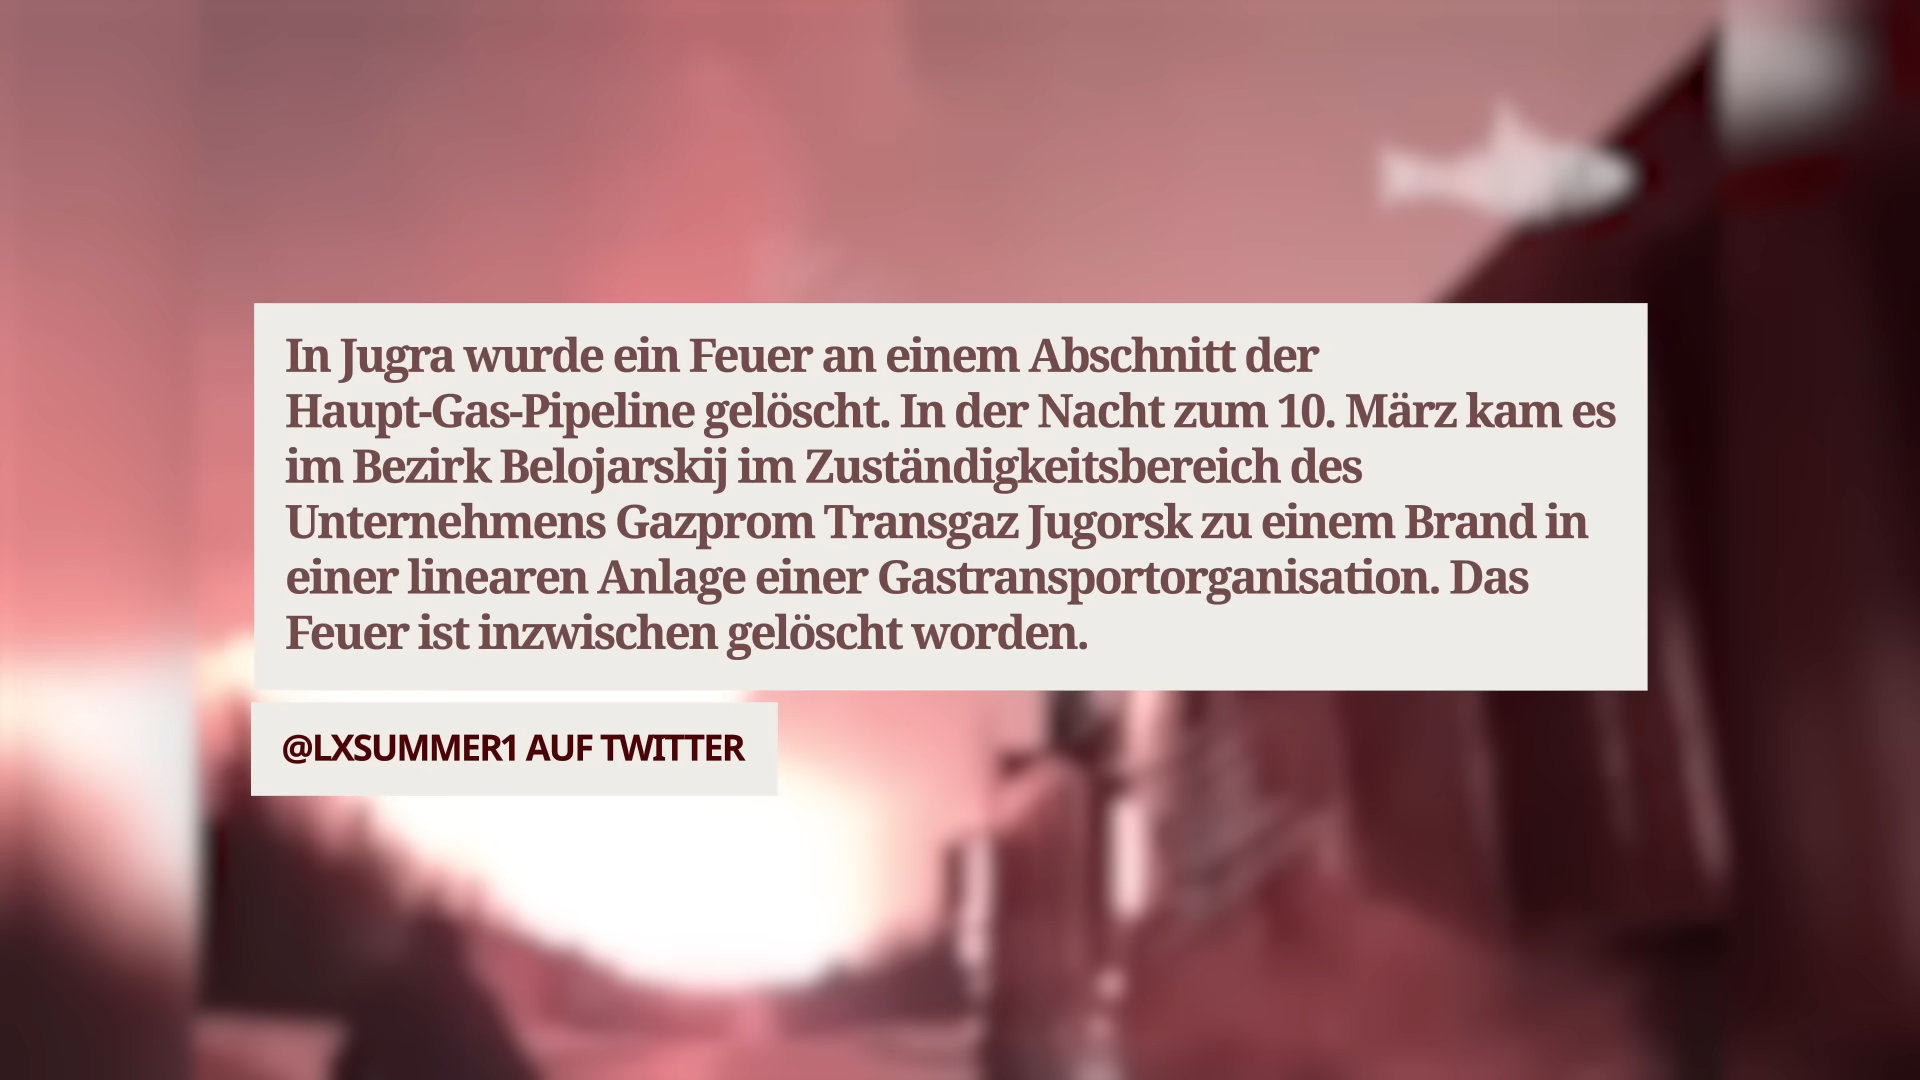 In Jugra wurde ein Feuer an einem Abschnitt der
Haupt-Gas-Pipeline gelöscht. In der Nacht zum 10. März kam es
im Bezirk Belojarskij im Zuständigkeitsbereich des
Unternehmens Gazprom Transgaz Jugorsk zu einem Brand in
einer linearen Anlage einer Gastransportorganisation. Das
Feuer ist inzwischen gelöscht worden.
@LXSUMMER1 AUF TWITTER